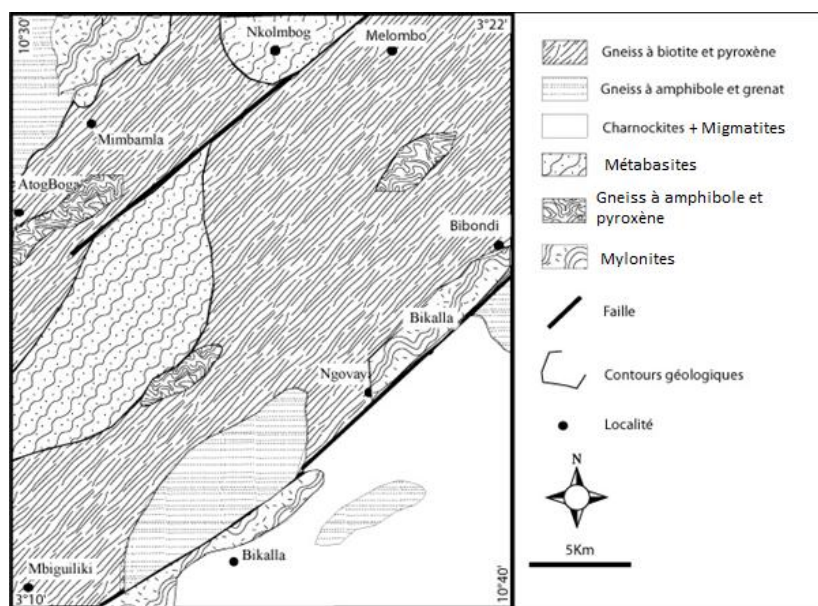 10°30'
Nkolmbog
Melombo
3°22'
Mimbamla
AtogBoga
Bibondi
Bikalla
Ngovay
Bikalla
Mbiguiliki
3°10'
10°40'
Gneiss à biotite et pyroxène
Gneiss à amphibole et grenat
Charnockites + Migmatites
Métabasites
Gneiss à amphibole et
pyroxène
Mylonites
Faille
Contours géologiques
Localité
N
5Km